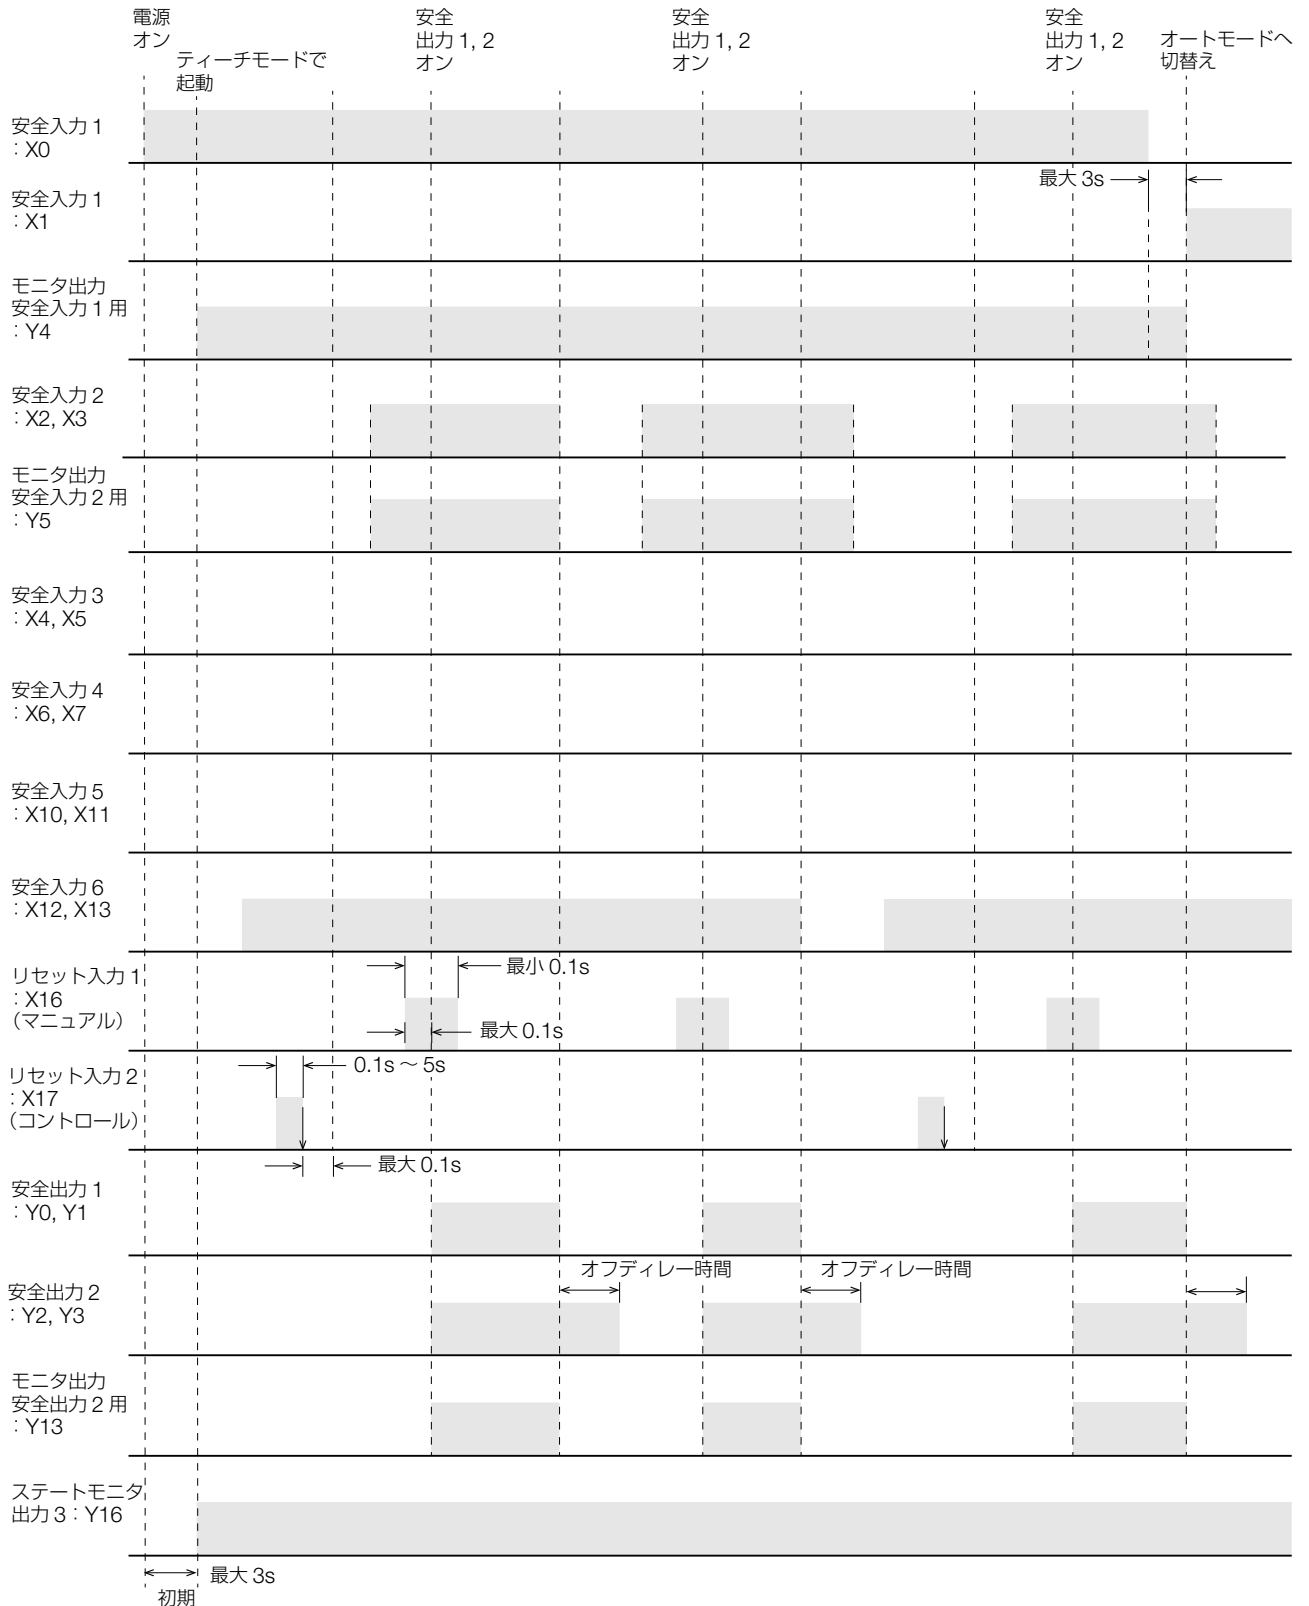 電源
オン
ティーチモードで
起動
安全
出力 1, 2
オン
安全
出力 1, 2
オン
安全
出力 1, 2
オン
オートモードへ
切替え
安全入力 1
: X0
最大 3s
安全入力 1
: X1
モニタ出力
安全入力 1 用
: Y4
安全入力 2
: X2, X3
モニタ出力
安全入力 2 用
: Y5
安全入力 3
: X4, X5
安全入力 4
: X6, X7
安全入力 5
: X10, X11
安全入力 6
: X12, X13
リセット入力 1
: X16
(マニュアル)
最小 0.1s
最大 0.1s
リセット入力 2
: X17
(コントロール)
0.1s ～ 5s
最大 0.1s
安全出力 1
: Y0, Y1
オフディレー時間
オフディレー時間
安全出力 2
: Y2, Y3
モニタ出力
安全出力 2 用
: Y13
ステートモニタ
出力 3 : Y16
最大 3s
初期